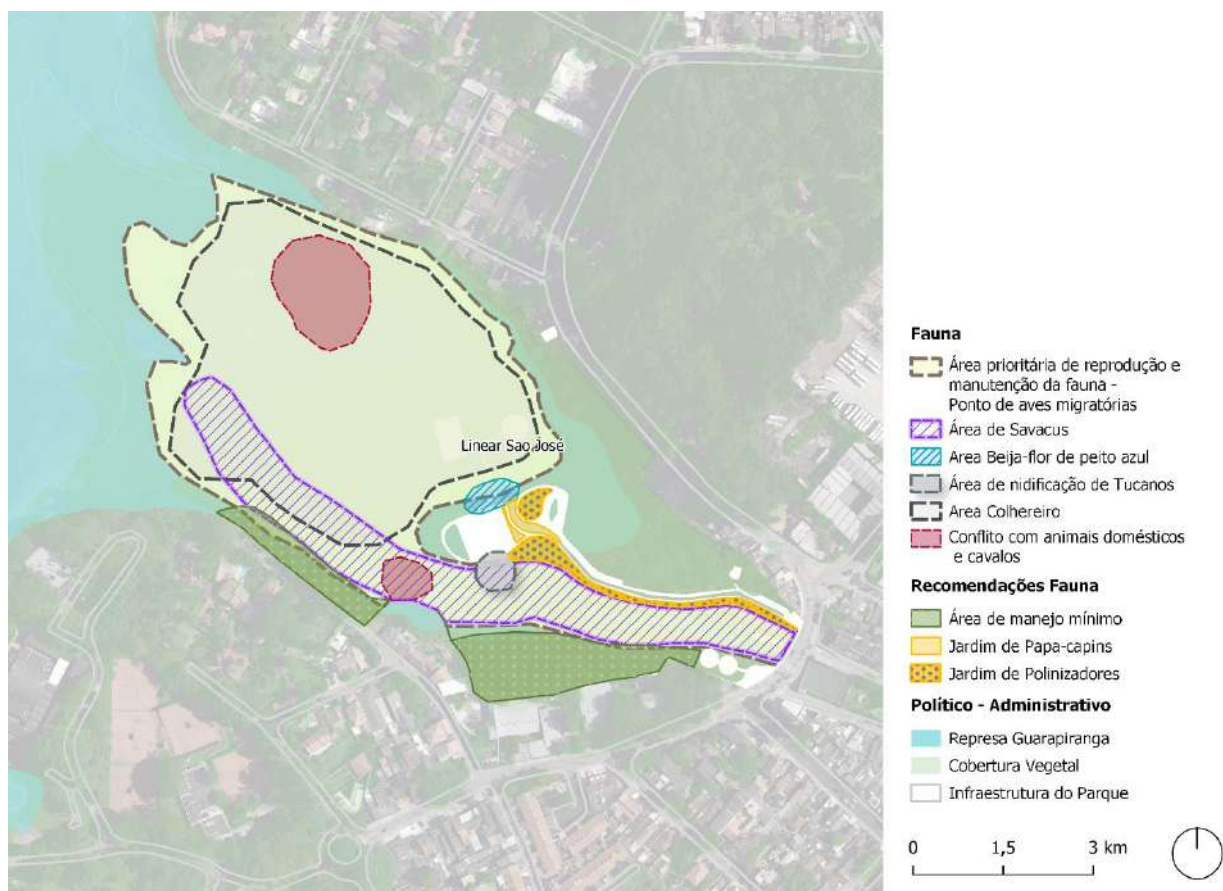 Linear Sao José
Fauna
Área prioritária de reprodução e
manutenção da fauna -
Ponto de aves migratórias
Área de Savacus
Area Beija-flor de peito azul
Área de nidificação de Tucanos
Area Colhereiro
Conflito com animais domésticos
e cavalos
Recomendações Fauna
Área de manejo mínimo
Jardim de Papa-capins
Jardim de Polinizadores
Político - Administrativo
Represa Guarapiranga
Cobertura Vegetal
Infraestrutura do Parque
0 1,5 3 km